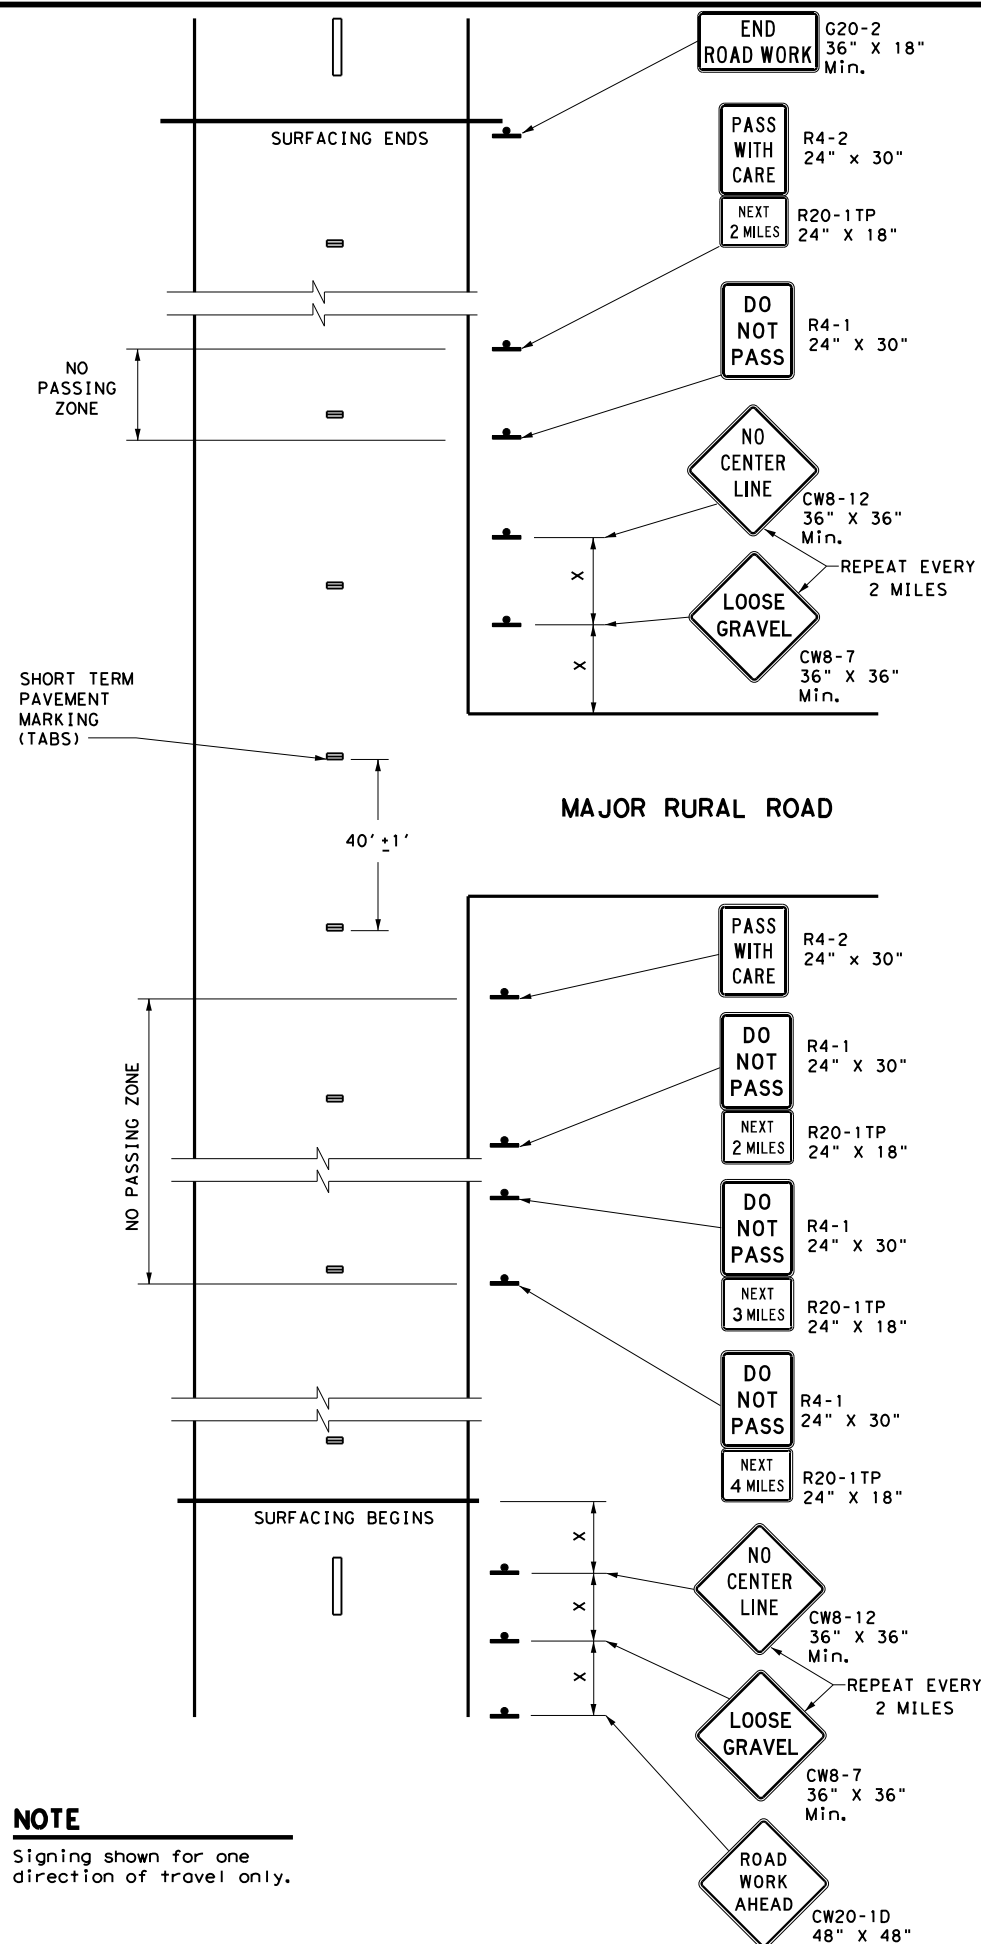 END
ROAD WORK
G20-2
36" X 18"
Min.
SURFACING ENDS
PASS
WITH
CARE
R4-2
24" x 30"
NEXT
2 MILES
R20-1TP
24" X 18"
DO
NOT
PASS
R4-1
24" X 30"
NO
PASSING
ZONE
NO
CENTER
LINE
CW8-12
36" X 36"
Min.
X
REPEAT EVERY
2 MILES
LOOSE
GRAVEL
CW8-7
36" X 36"
Min.
X
SHORT TERM
PAVEMENT
MARKING
(TABS)
40' ±1'
MAJOR RURAL ROAD
PASS
WITH
CARE
R4-2
24" x 30"
DO
NOT
PASS
R4-1
24" X 30"
NEXT
2 MILES
R20-1TP
24" X 18"
NO PASSING ZONE
DO
NOT
PASS
R4-1
24" X 30"
NEXT
3 MILES
R20-1TP
24" X 18"
DO
NOT
PASS
R4-1
24" X 30"
NEXT
4 MILES
R20-1TP
24" X 18"
SURFACING BEGINS
X
X
X
NO
CENTER
LINE
CW8-12
36" X 36"
Min.
REPEAT EVERY
2 MILES
LOOSE
GRAVEL
CW8-7
36" X 36"
Min.
NOTE
Signing shown for one
direction of travel only.
ROAD
WORK
AHEAD
CW20-1D
48" X 48"